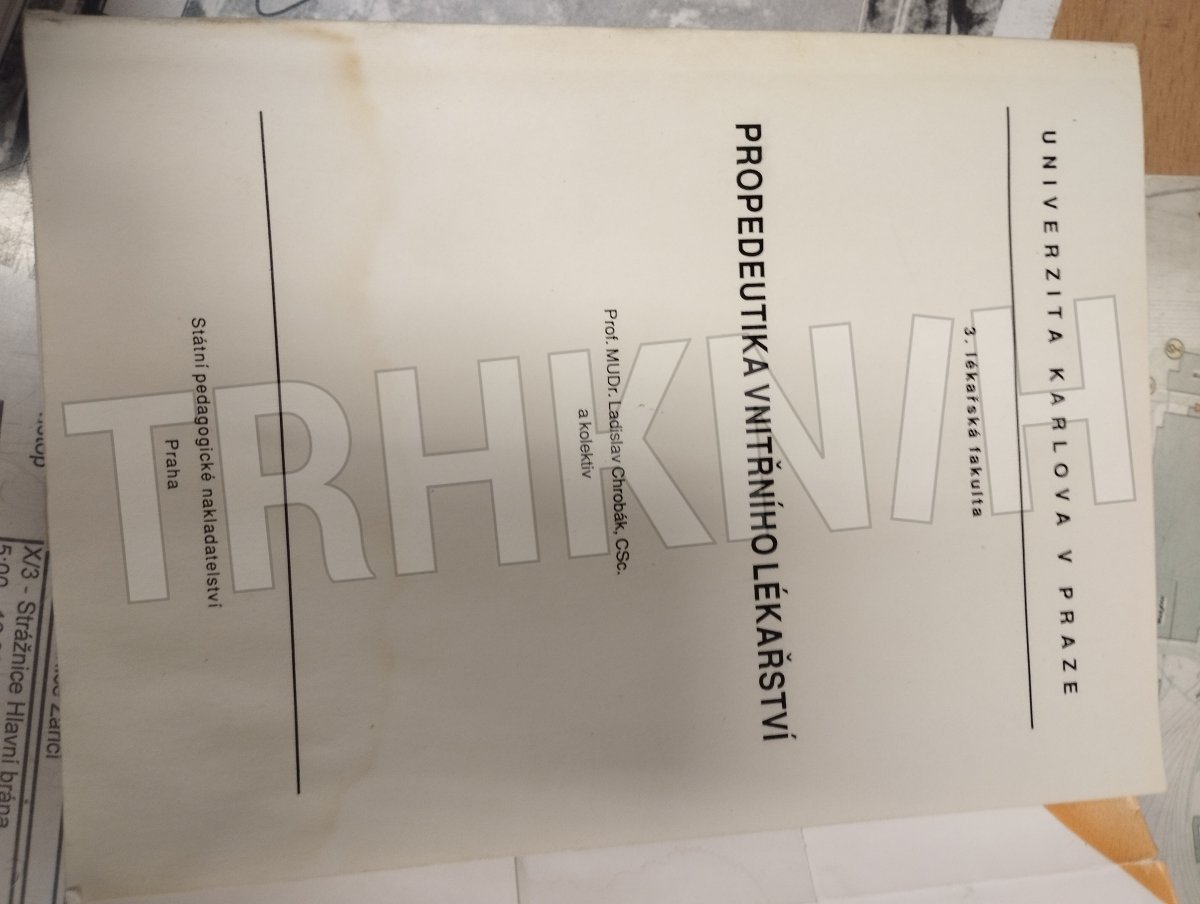 UNIVERZITA KARLOVA V PRAZE
3. lékařská fakulta
PROPEDEUTIKA VNITŘNÍHO LÉKAŘSTVÍ
Prof. MUDr. Ladislav Chrobák, CSc.
a kolektiv
Státní pedagogické nakladatelství
Praha
TRHKNIH
X/3 - Strážnice Hlavní brána